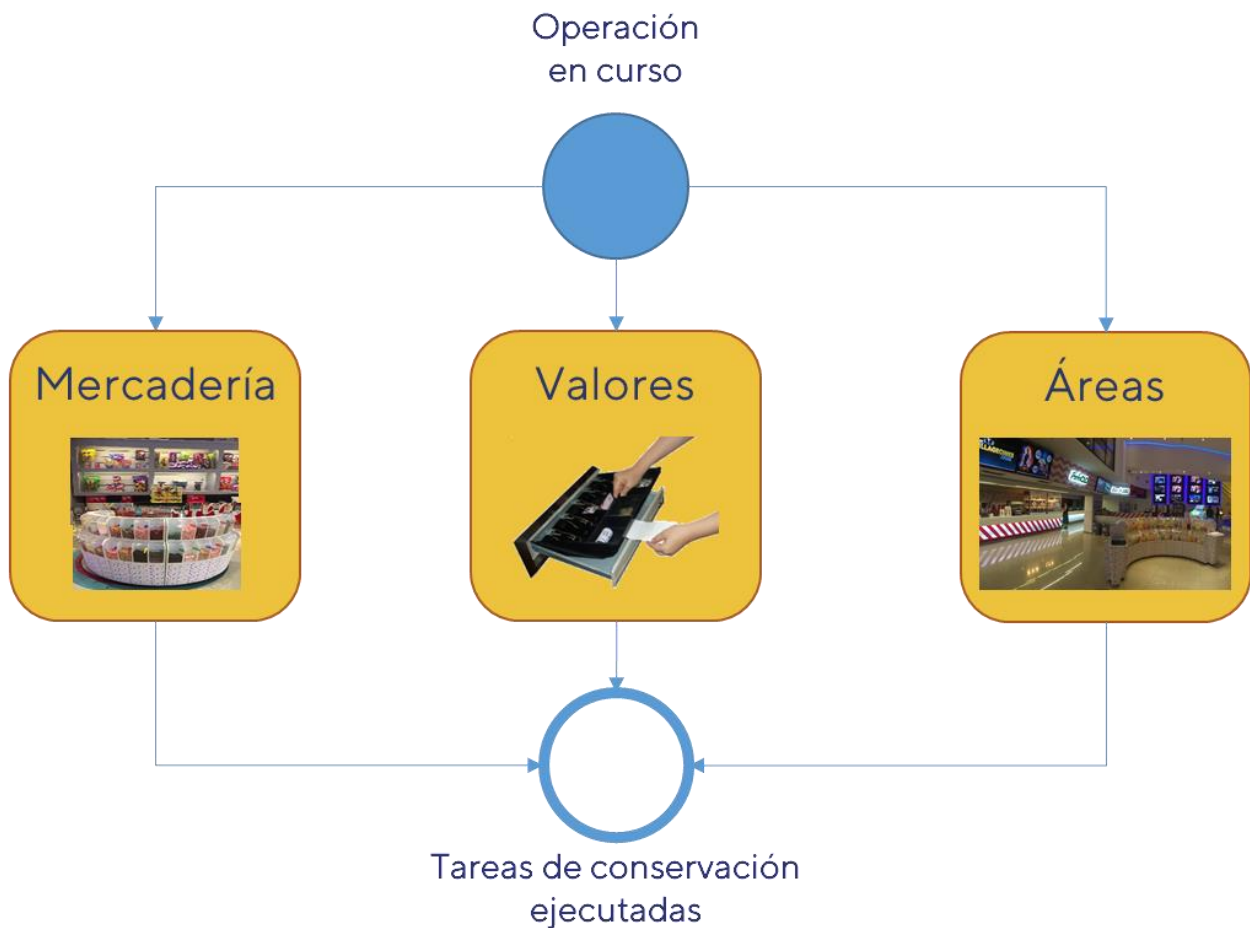 Operación
en curso
Mercadería
Valores
Áreas
Tareas de conservación
ejecutadas